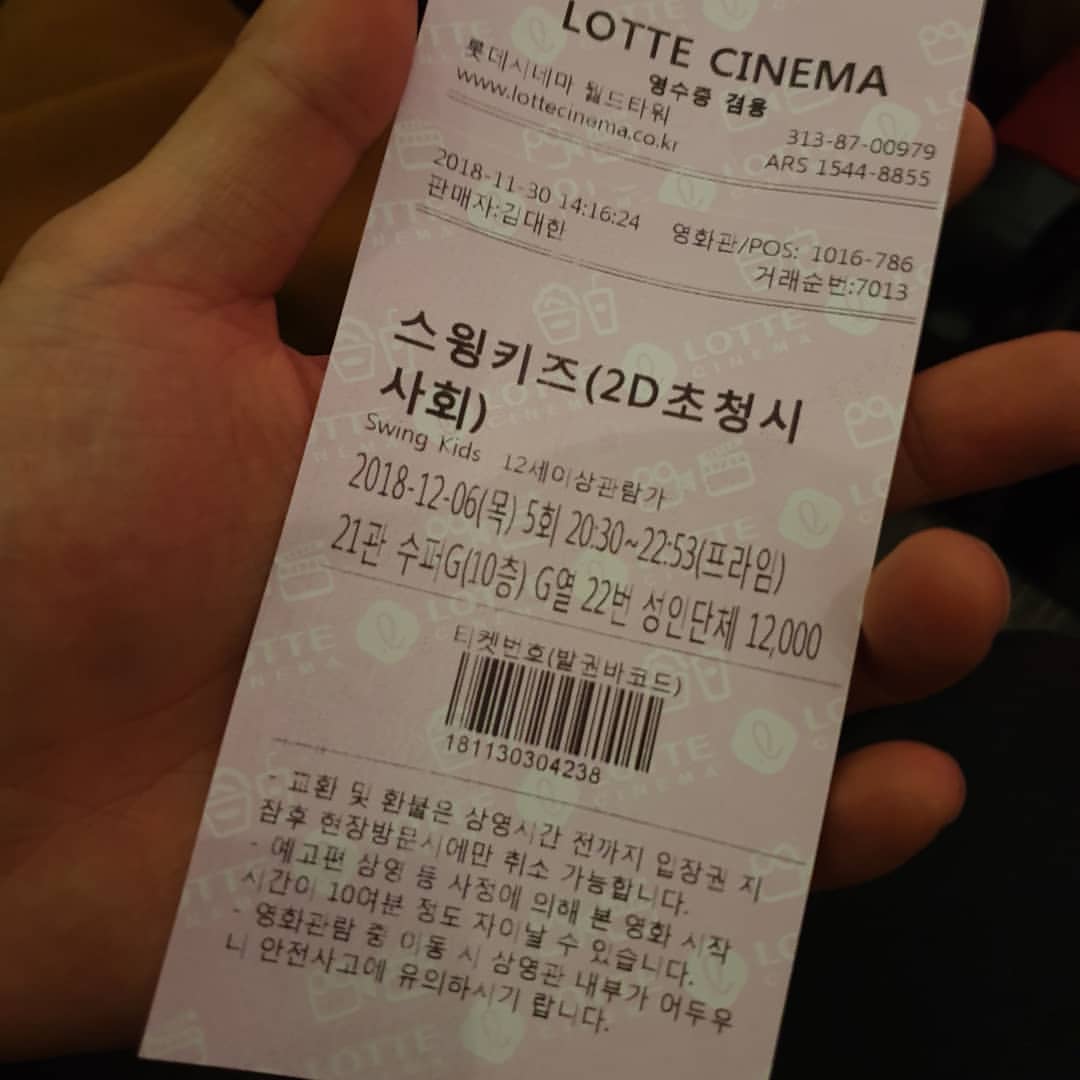 LOTTE CINEMA
영수증 겸용
롯데시네마 월드타워
www.lottecinema.co.kr
313-87-00979
ARS 1544-8855
2018-11-30 14:16:24
판매자:김대한
영화관/POS: 1016-786
거래순번:7013
스윙키즈(2D초청시
사회)
Swing Kids 12세이상관람가
2018-12-06(목) 5회 20:30~22:53(프라임)
21관 수퍼G(10층) G열 22번 성인단체 12,000
티켓번호(발권바코드)
181130304238
- 교환 및 환불은 상영시간 전까지 입장권 지
참후 현장방문시에만 취소 가능합니다.
- 예고편 상영 등 사정에 의해 본 영화 시작
시간이 10여분 정도 차이날 수 있습니다.
- 영화관람 중 이동 시 상영관 내부가 어두우
니 안전사고에 유의하시기 랍니다.